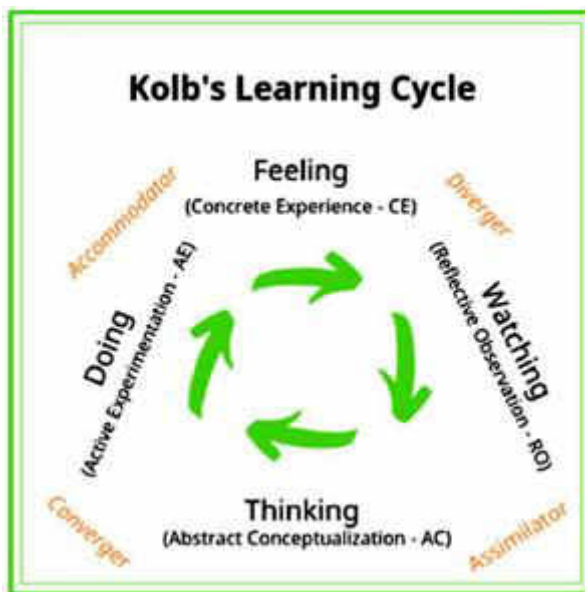 Kolb's Learning Cycle
Feeling
(Concrete Experience - CE)
Diverger
Watching
(Reflective Observation - RO)
Assimilator
Thinking
(Abstract Conceptualization - AC)
Converger
Doing
(Active Experimentation - AE)
Accommodator